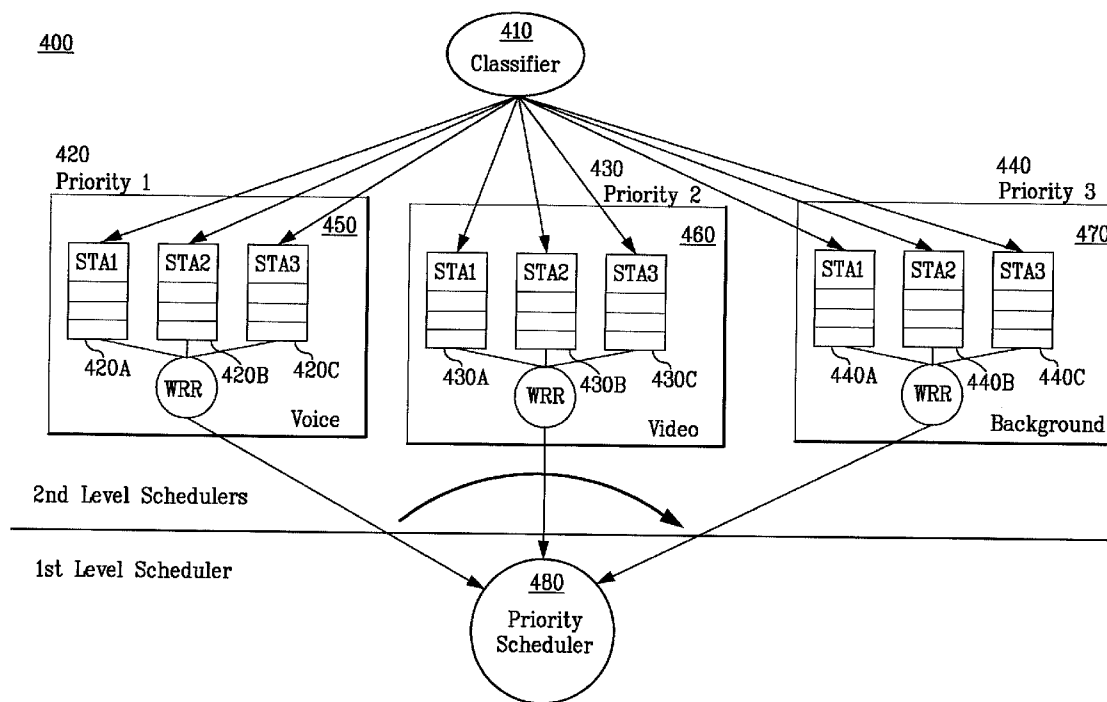 400
410
Classifier
420
Priority 1
430
Priority 2
440
Priority 3
450
STA1 STA2 STA3
420A 420B 420C
WRR
Voice
460
STA1 STA2 STA3
430A 430B 430C
WRR
Video
470
STA1 STA2 STA3
440A 440B 440C
WRR
Background
2nd Level Schedulers
1st Level Scheduler
480
Priority
Scheduler